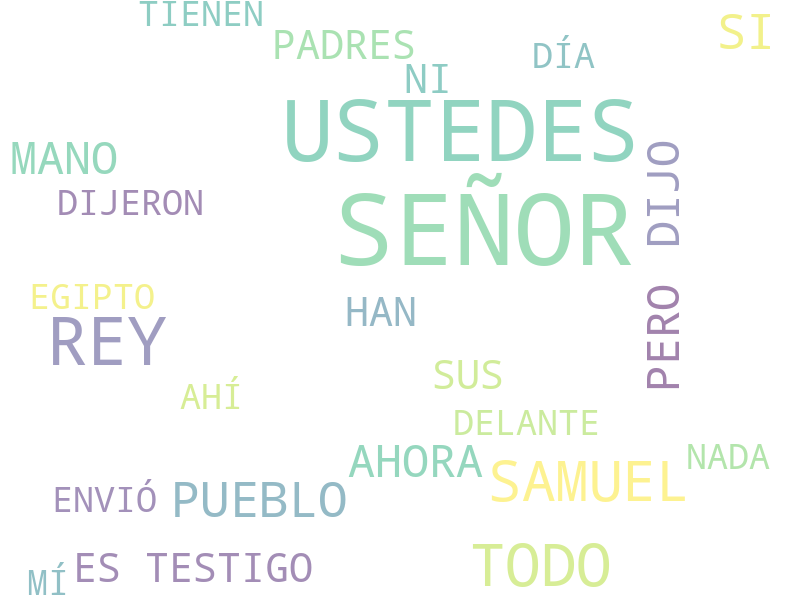 TIENEN
SI
PADRES
DÍA
NI
USTEDES
MANO
DIJO
DIJERON
SEÑOR
EGIPTO
HAN
PERO
REY
SUS
AHÍ
DELANTE
AHORA
NADA
SAMUEL
ENVIÓ
PUEBLO
TODO
ES TESTIGO
MÍ